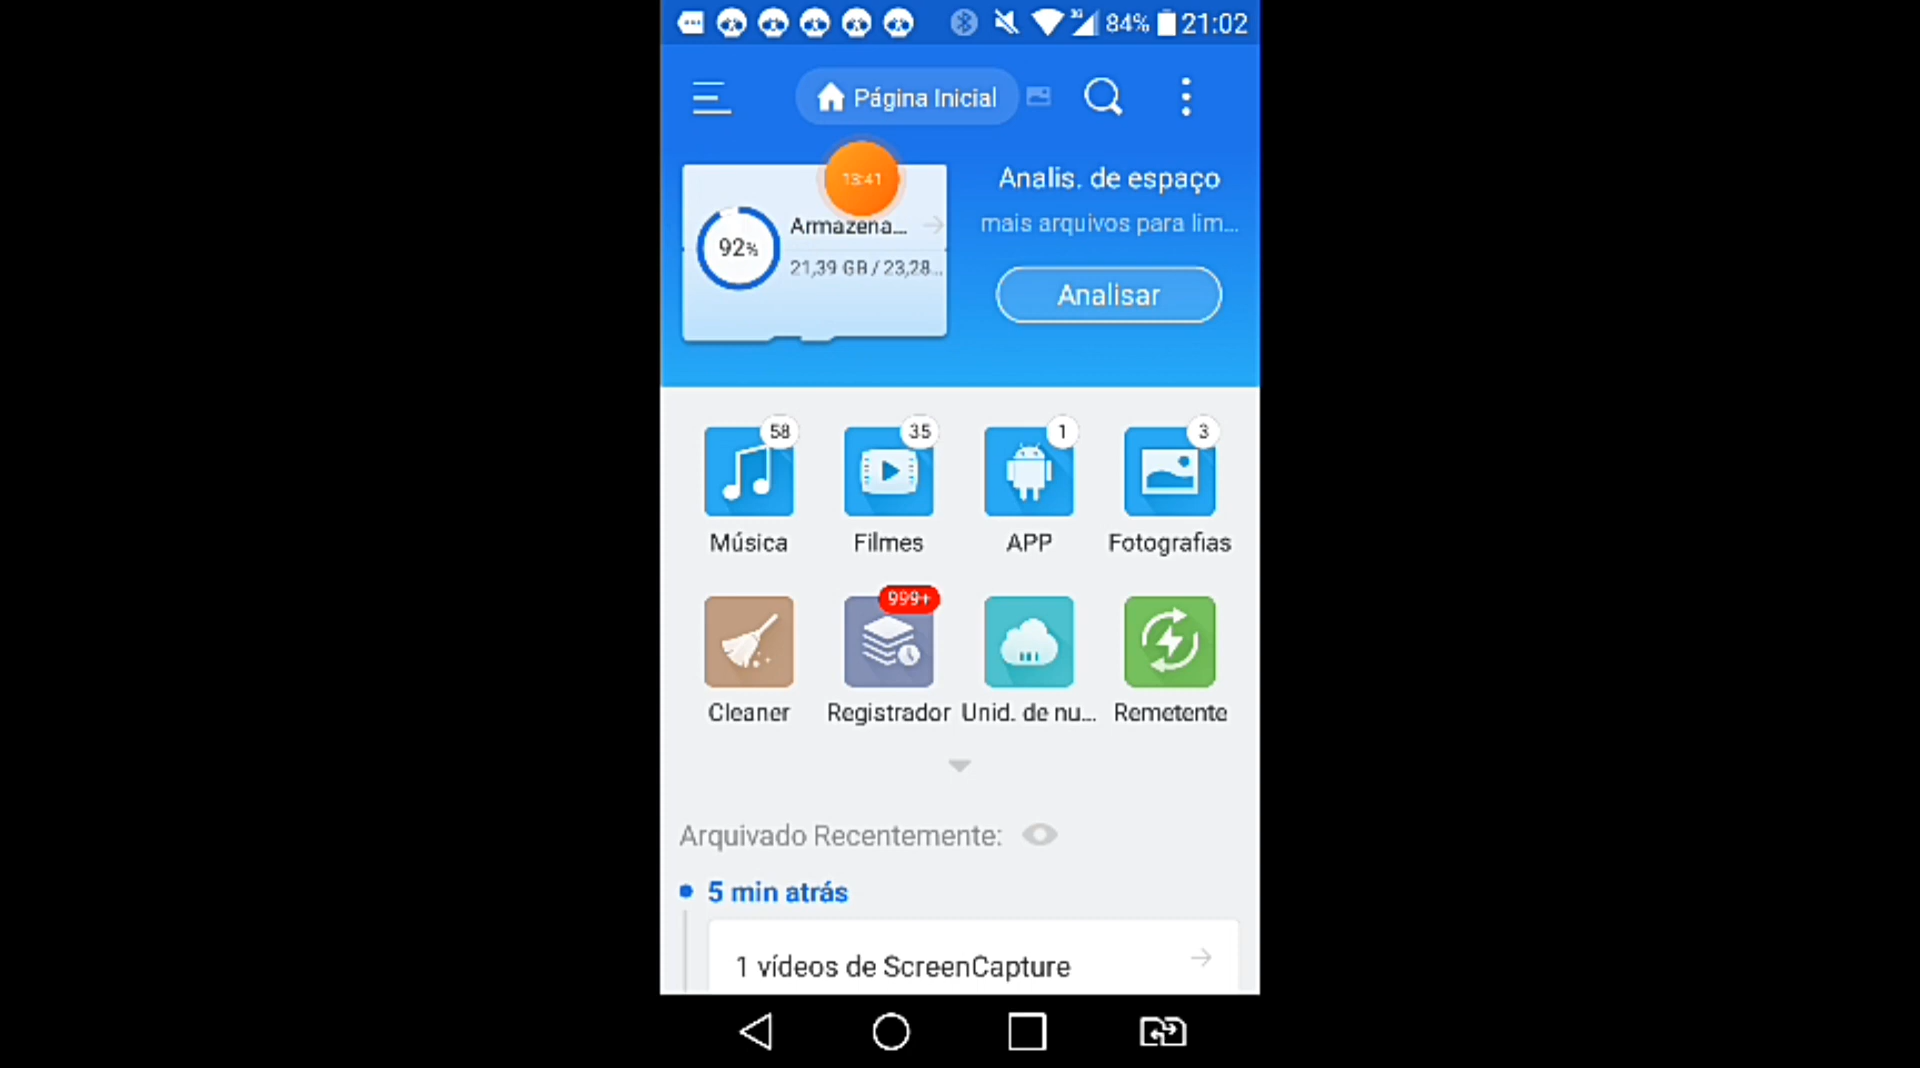 3G 84% 21:02
Página Inicial
13:41
Analis. de espaço
mais arquivos para lim...
Analisar
92%
Armazena...
21,39 GB / 23,28...
58
35
1
3
Música
Filmes
APP
Fotografias
999+
Cleaner
Registrador
Unid. de nu...
Remetente
Arquivado Recentemente:
5 min atrás
1 vídeos de ScreenCapture